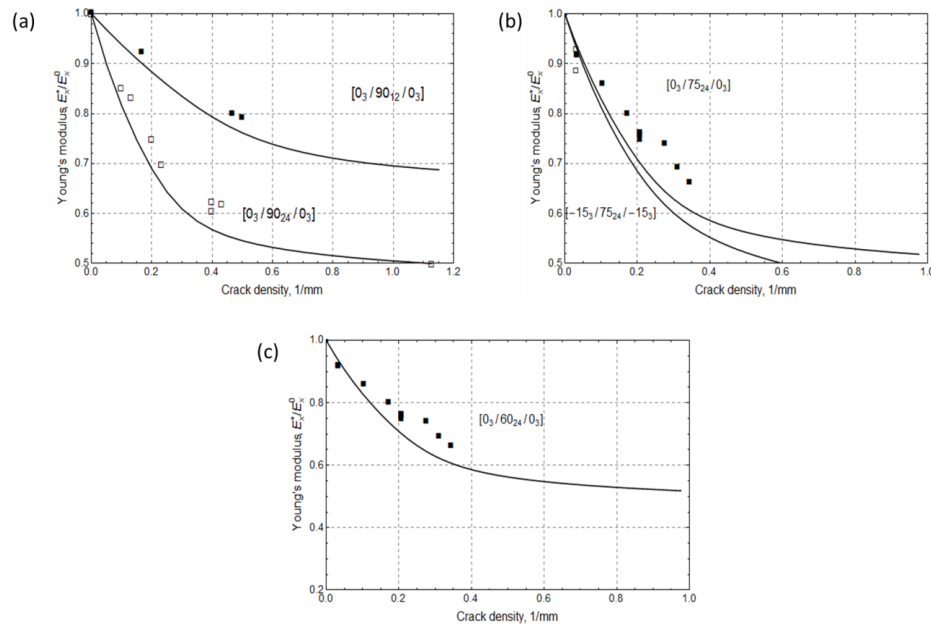 (a)
Young's modulus, E*x/E0x
1.0
0.9
0.8
0.7
0.6
0.5
[0₃/90₁₂/0₃]
[0₃/90₂₄/0₃]
0.0 0.2 0.4 0.6 0.8 1.0 1.2
Crack density, 1/mm
(b)
Young's modulus, E*x/E0x
1.0
0.9
0.8
0.7
0.6
0.5
[0₃/75₂₄/0₃]
[-15₃/75₂₄/-15₃]
0.0 0.2 0.4 0.6 0.8 1.0
Crack density, 1/mm
(c)
Young's modulus, E*x/E0x
1.0
0.8
0.6
0.4
0.2
[0₃/60₂₄/0₃]
0.0 0.2 0.4 0.6 0.8 1.0
Crack density, 1/mm